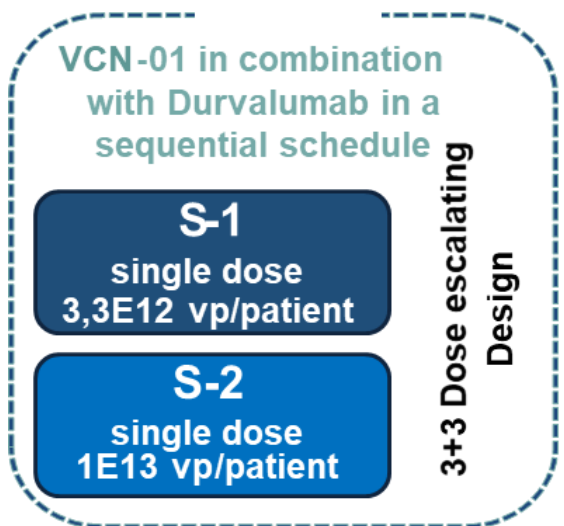 VCN-01 in combination
with Durvalumab in a
sequential schedule
S-1
single dose
3,3E12 vp/patient
S-2
single dose
1E13 vp/patient
3+3 Dose escalating
Design